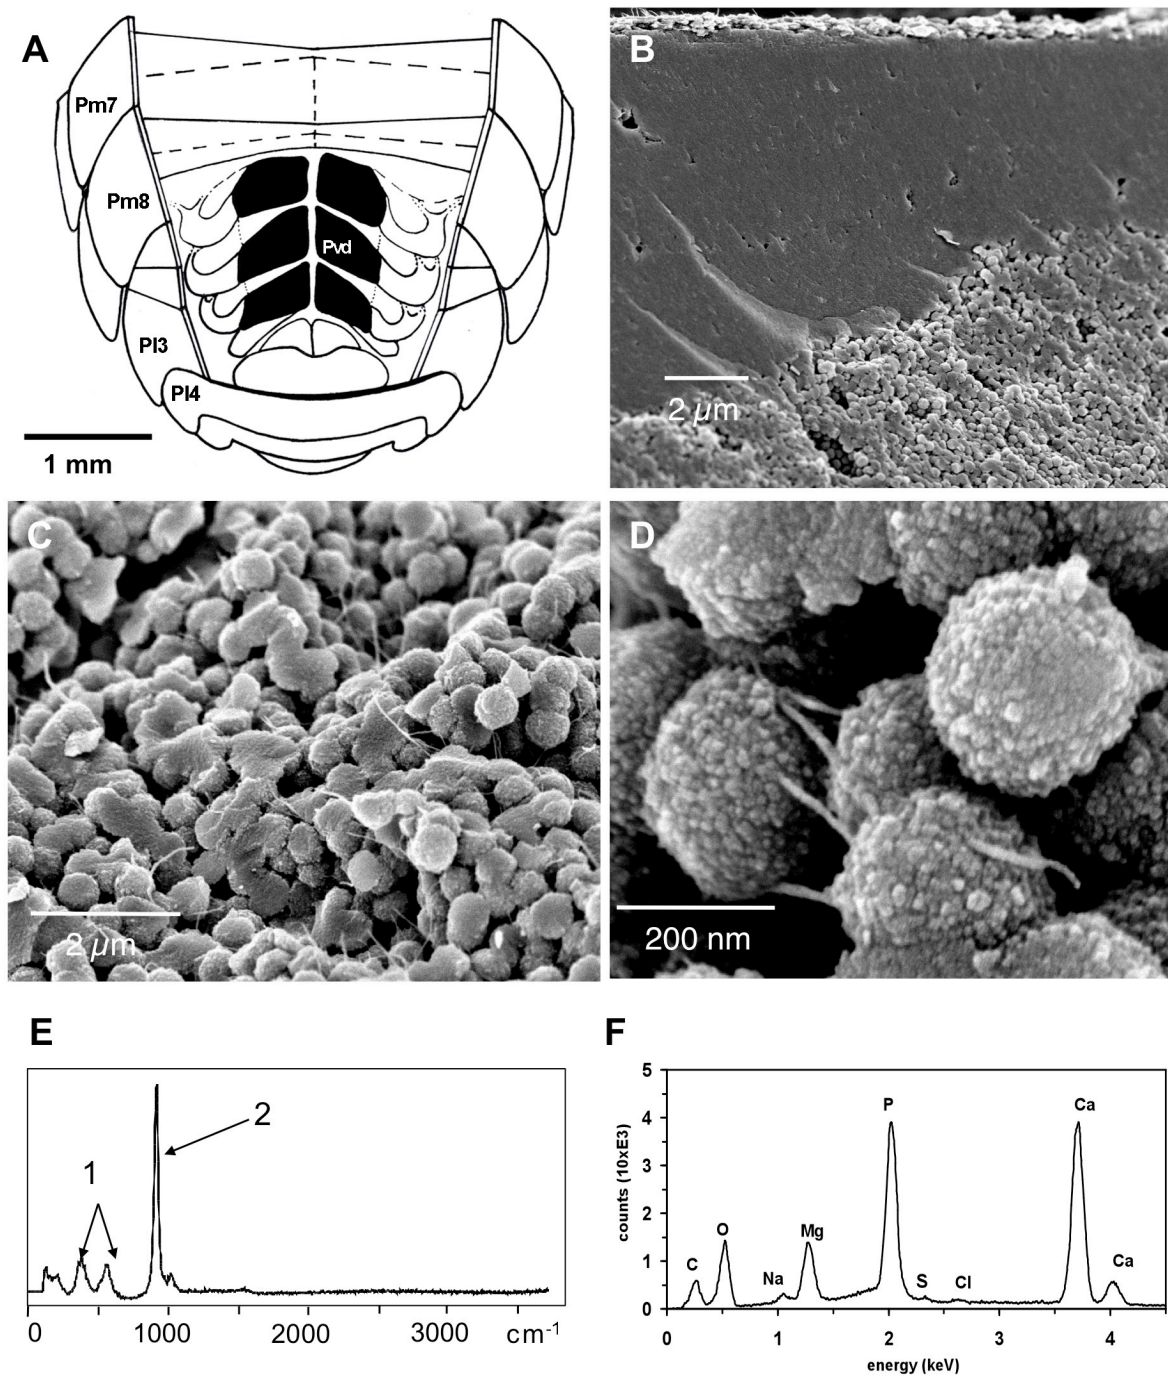 A
Pm7
Pm8
Pvd
Pl3
Pl4
1 mm
B
2 µm
C
2 µm
D
200 nm
E
1
2
0 1000 2000 3000 cm-1
F
counts (10xE3)
5
4
3
2
1
0
C
O
Na
Mg
P
S
Cl
Ca
Ca
0 1 2 3 4
energy (keV)